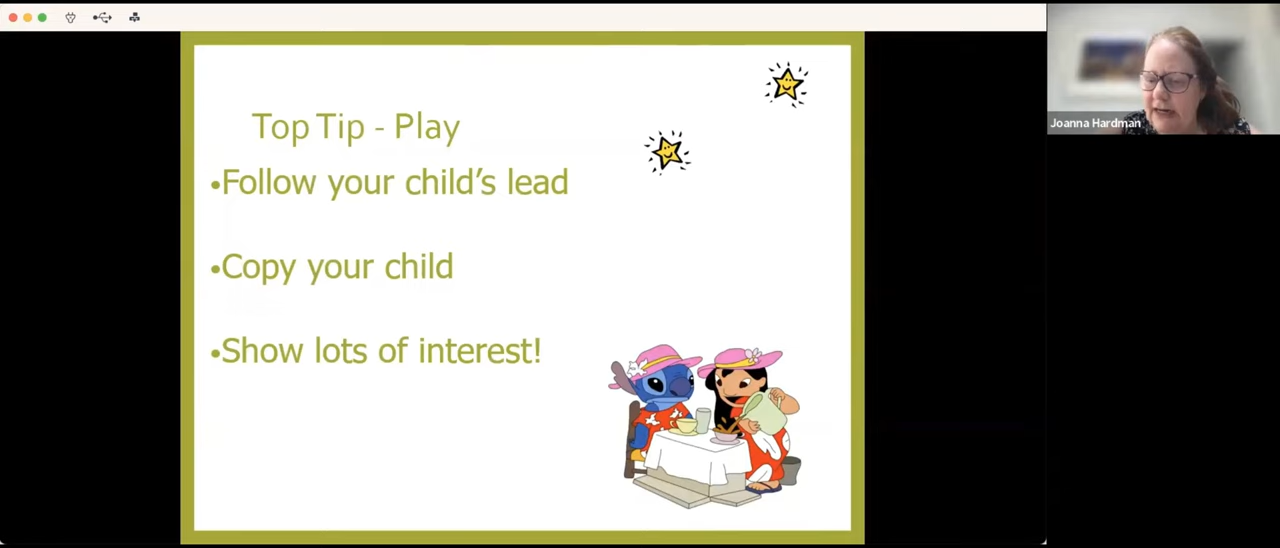 Top Tip - Play
•Follow your child's lead
•Copy your child
•Show lots of interest!
Joanna Hardman